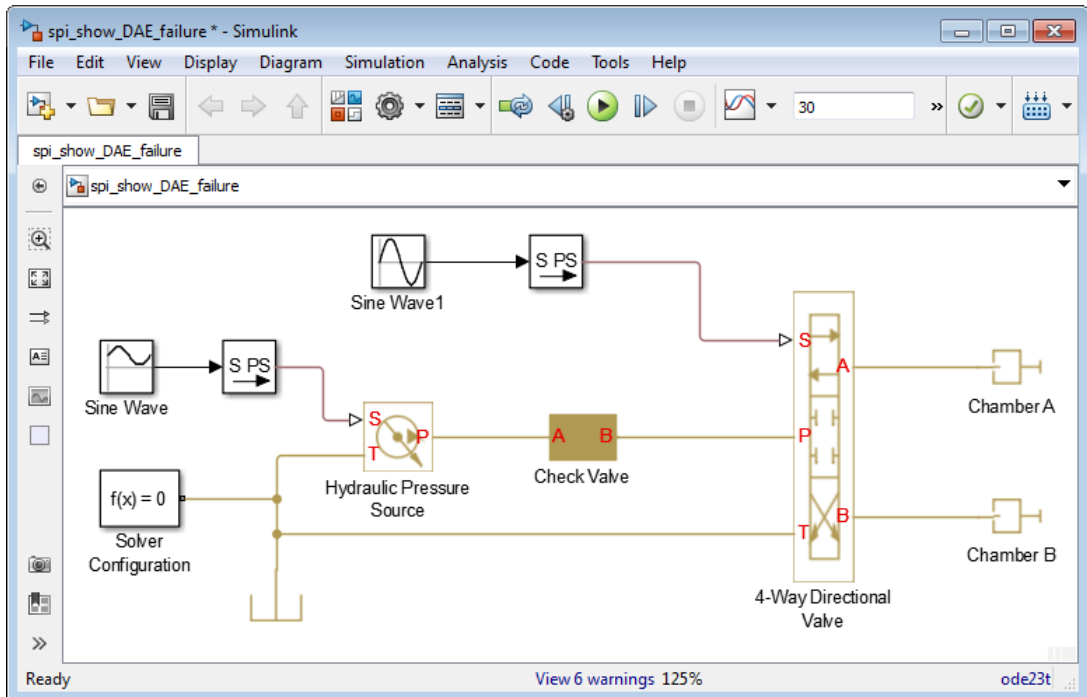 spi_show_DAE_failure * - Simulink
File Edit View Display Diagram Simulation Analysis Code Tools Help
30
»
spi_show_DAE_failure
spi_show_DAE_failure
Sine Wave1
S PS
Sine Wave
S PS
S
T
P
Hydraulic Pressure
Source
A
B
Check Valve
f(x) = 0
Solver
Configuration
S
A
P
B
T
4-Way Directional
Valve
Chamber A
Chamber B
A
»
Ready
View 6 warnings 125%
ode23t